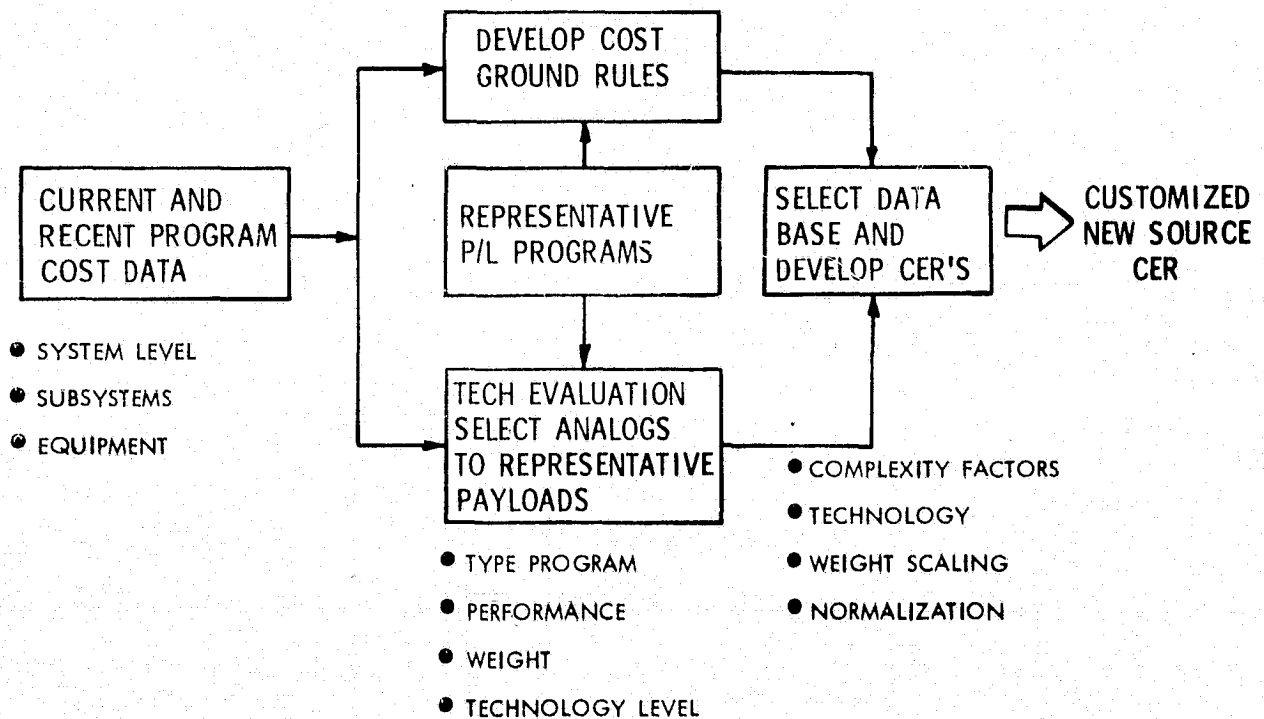 DEVELOP COST
GROUND RULES
CURRENT AND
RECENT PROGRAM
COST DATA
REPRESENTATIVE
P/L PROGRAMS
SELECT DATA
BASE AND
DEVELOP CER'S
CUSTOMIZED
NEW SOURCE
CER
● SYSTEM LEVEL
● SUBSYSTEMS
● EQUIPMENT
TECH EVALUATION
SELECT ANALOGS
TO REPRESENTATIVE
PAYLOADS
● TYPE PROGRAM
● PERFORMANCE
● WEIGHT
● TECHNOLOGY LEVEL
● COMPLEXITY FACTORS
● TECHNOLOGY
● WEIGHT SCALING
● NORMALIZATION